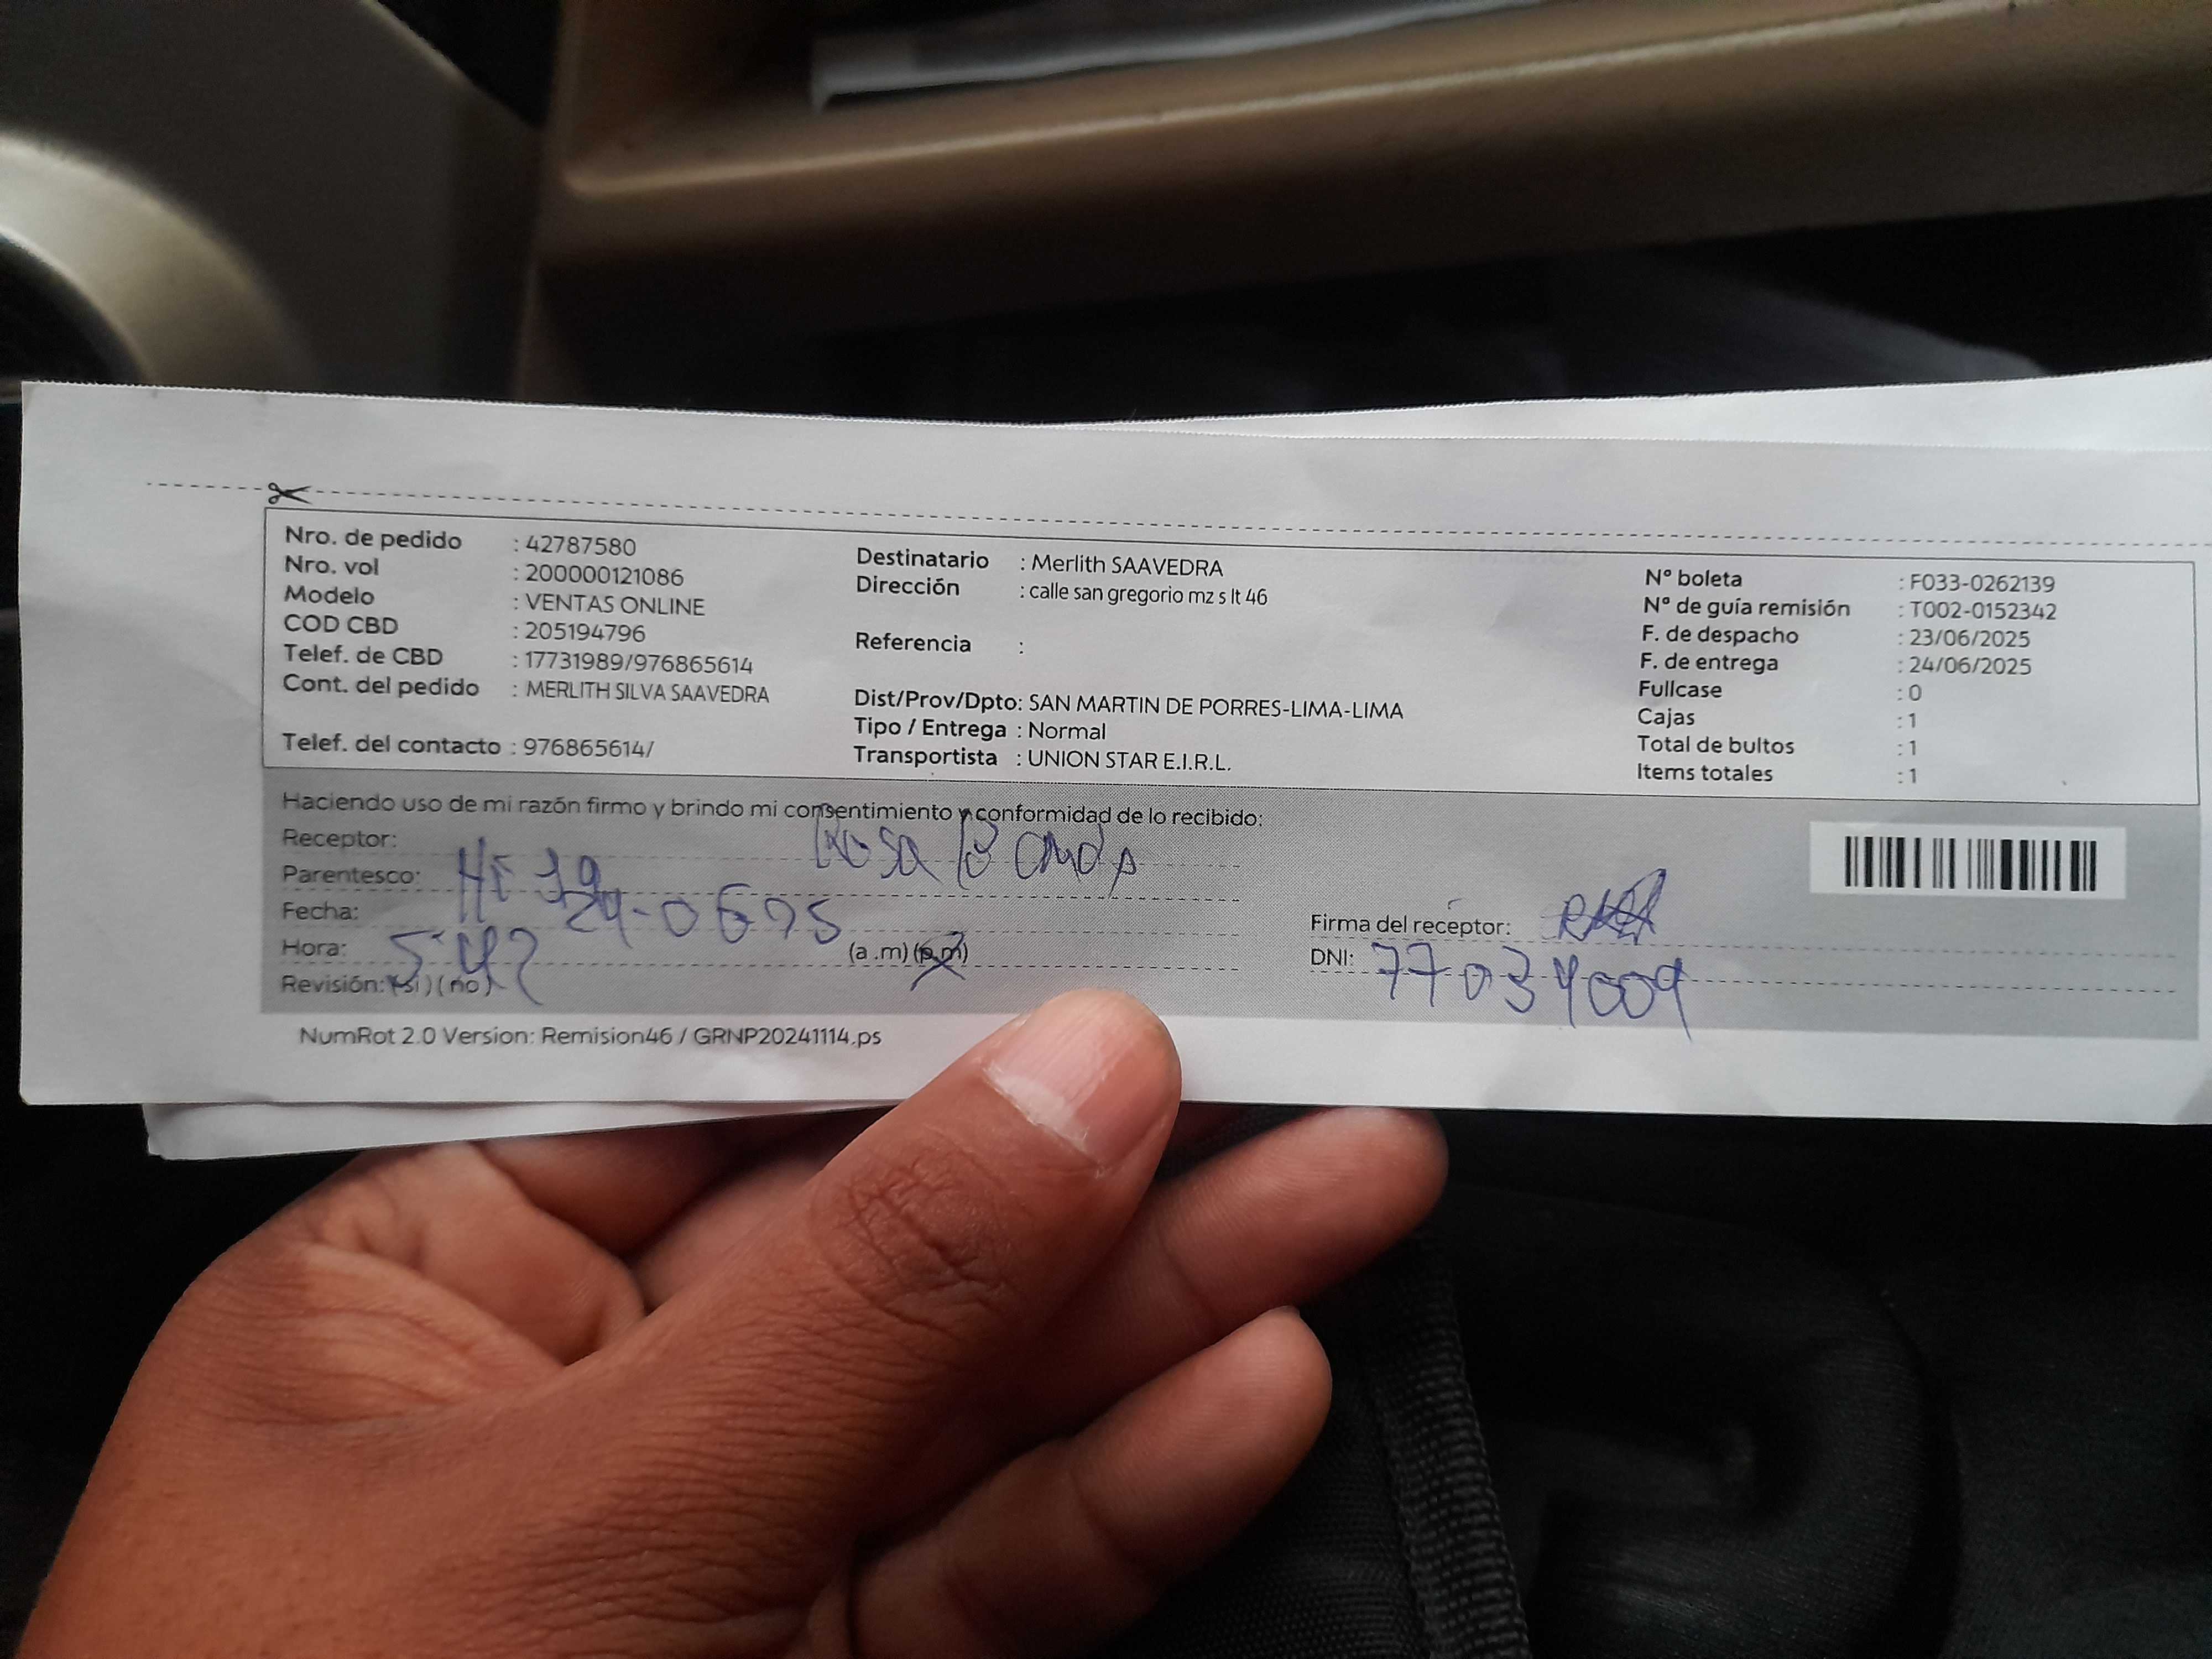 Nro. de pedido : 42787580
Nro. vol : 200000121086
Modelo : VENTAS ONLINE
COD CBD : 205194796
Telef. de CBD : 17731989/976865614
Cont. del pedido : MERLITH SILVA SAAVEDRA
Telef. del contacto : 976865614/
Destinatario : Merlith SAAVEDRA
Dirección : calle san gregorio mz s lt 46
Referencia :
Dist/Prov/Dpto: SAN MARTIN DE PORRES-LIMA-LIMA
Tipo / Entrega : Normal
Transportista : UNION STAR E.I.R.L.
Nº boleta : F033-0262139
Nº de guía remisión : T002-0152342
F. de despacho : 23/06/2025
F. de entrega : 24/06/2025
Fullcase : 0
Cajas : 1
Total de bultos : 1
Items totales : 1
Haciendo uso de mi razón firmo y brindo mi consentimiento y conformidad de lo recibido:
Receptor: Rosa
Parentesco: Hija
Fecha:
Hora: (a.m) (p.m)
Revisión: (si) (no)
Firma del receptor:
DNI: 77034009
NumRot 2.0 Version: Remision46 / GRNP20241114.ps